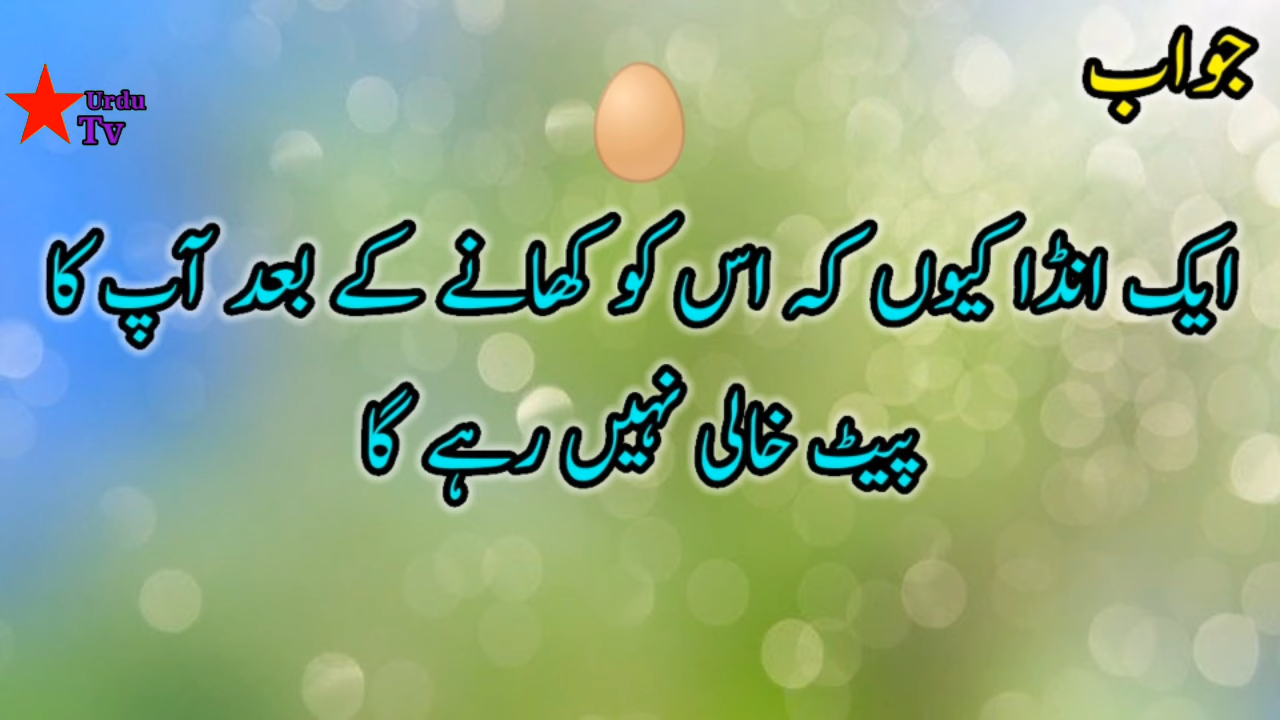 جواب
Urdu
Tv
ایک انڈا کیوں کہ اس کو کھانے کے بعد آپ کا
پیٹ خالی نہیں رہے گا